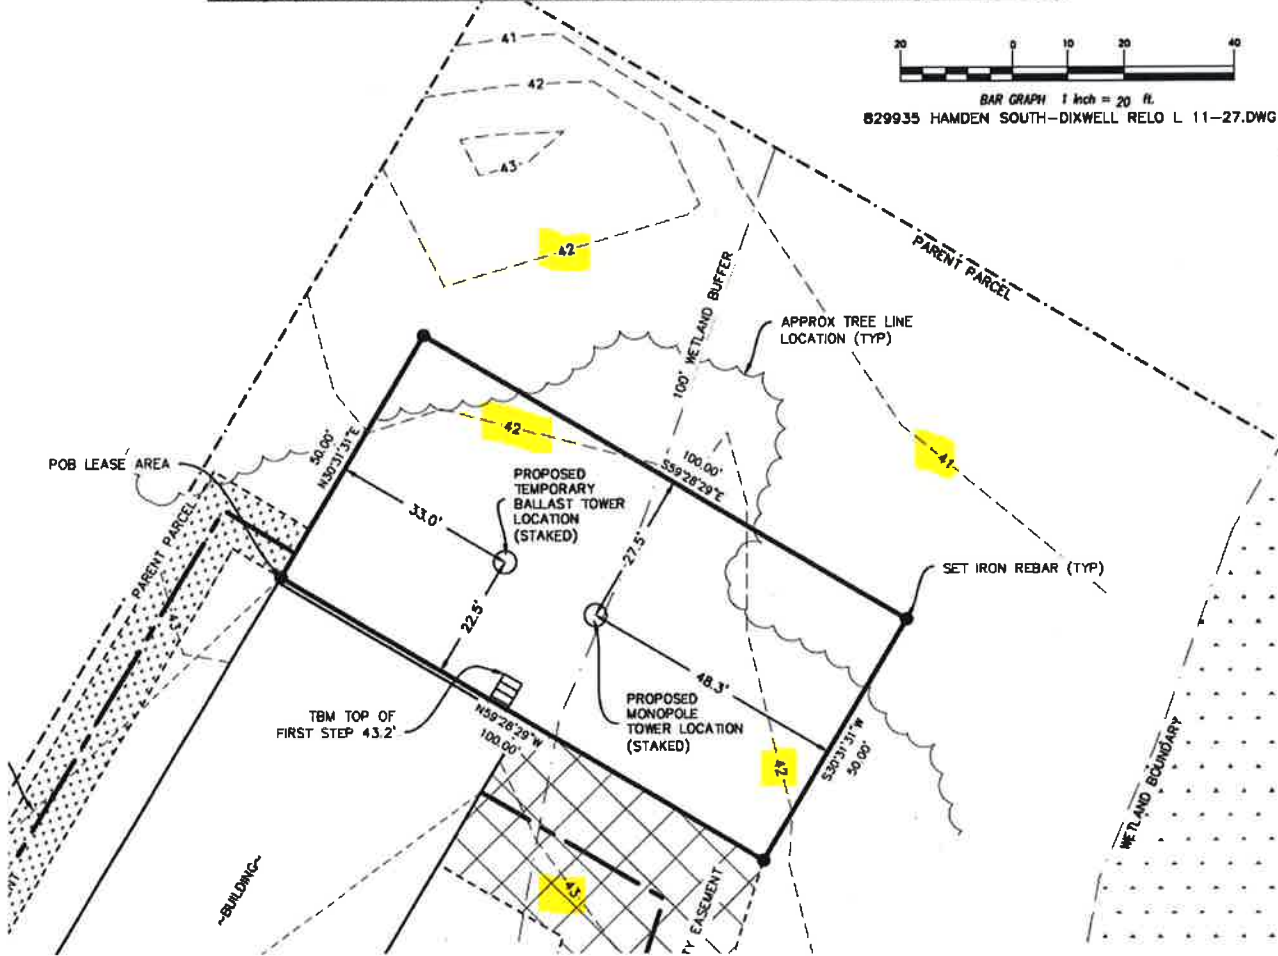 20 0 10 20 40
BAR GRAPH 1 inch = 20 ft.
829935 HAMDEN SOUTH-DIXWELL RELO L 11-27.DWG
41
42
43
42
PARENT PARCEL
100' WETLAND BUFFER
APPROX TREE LINE
LOCATION (TYP)
42
41
50.00'
N30°31'31"E
100.00'
S59°28'29"E
POB LEASE AREA
PROPOSED
TEMPORARY
BALLAST TOWER
LOCATION
(STAKED)
33.0'
27.5'
PARENT PARCEL
SET IRON REBAR (TYP)
22.5'
48.3'
TBM TOP OF
FIRST STEP 43.2'
N59°28'29"W
100.00'
PROPOSED
MONOPOLE
TOWER LOCATION
(STAKED)
42
S30°31'31"W
50.00'
WETLAND BOUNDARY
~BUILDING~
43
TY EASEMENT